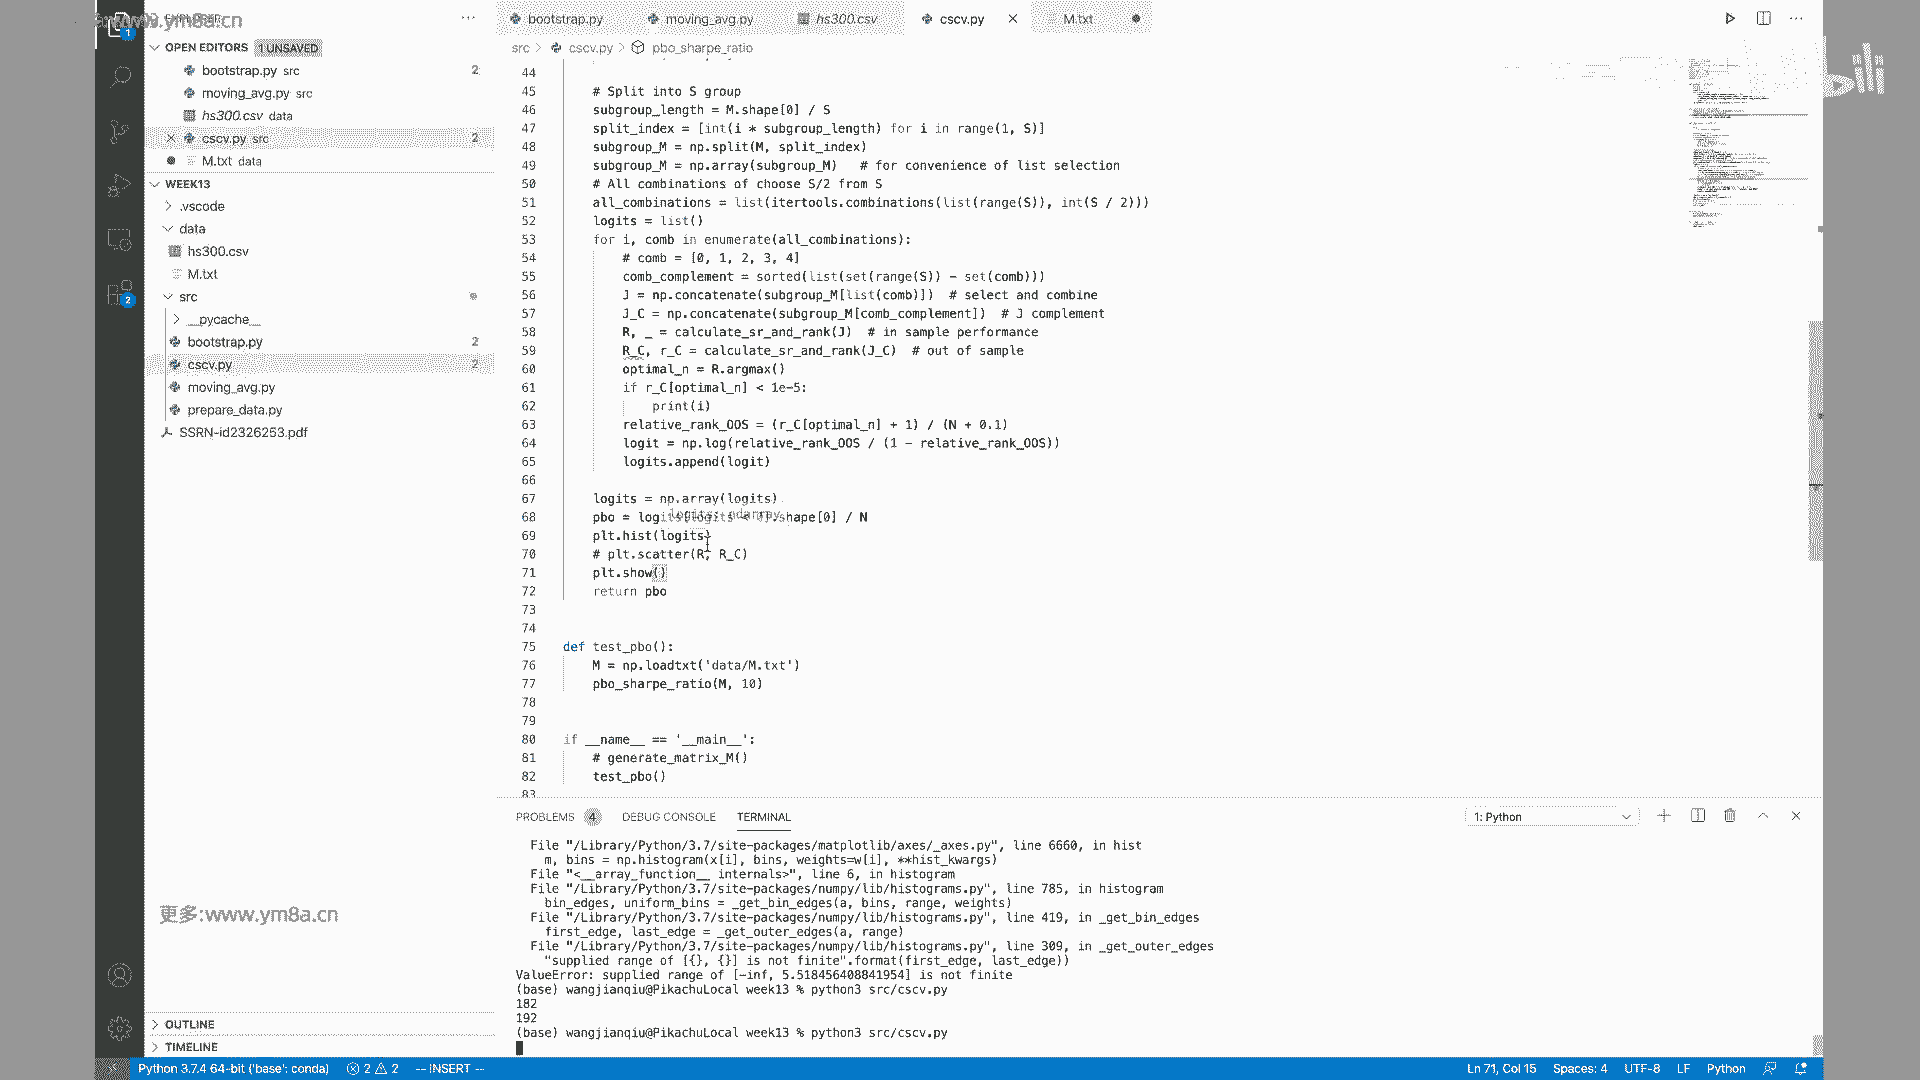 www.ym8a.cn
OPEN EDITORS 1 UNSAVED
bootstrap.py src 2
moving_avg.py src
hs300.csv data
cscv.py src 2
M.txt data
WEEK13
.vscode
data
hs300.csv
M.txt
src
__pycache__
bootstrap.py 2
cscv.py 2
moving_avg.py
prepare_data.py
SSRN-id2326253.pdf
更多:www.ym8a.cn
OUTLINE
TIMELINE
bootstrap.py moving_avg.py hs300.csv cscv.py M.txt
src > cscv.py > pbo_sharpe_ratio
44
45 # Split into S group
46 subgroup_length = M.shape[0] / S
47 split_index = [int(i * subgroup_length) for i in range(1, S)]
48 subgroup_M = np.split(M, split_index)
49 subgroup_M = np.array(subgroup_M) # for convenience of list selection
50 # All combinations of choose S/2 from S
51 all_combinations = list(itertools.combinations(list(range(S)), int(S / 2)))
52 logits = list()
53 for i, comb in enumerate(all_combinations):
54 # comb = [0, 1, 2, 3, 4]
55 comb_complement = sorted(list(set(range(S)) - set(comb)))
56 J = np.concatenate(subgroup_M[list(comb)]) # select and combine
57 J_C = np.concatenate(subgroup_M[comb_complement]) # J complement
58 R, _ = calculate_sr_and_rank(J) # in sample performance
59 R_C, r_C = calculate_sr_and_rank(J_C) # out of sample
60 optimal_n = R.argmax()
61 if r_C[optimal_n] < 1e-5:
62 print(i)
63 relative_rank_OOS = (r_C[optimal_n] + 1) / (N + 0.1)
64 logit = np.log(relative_rank_OOS / (1 - relative_rank_OOS))
65 logits.append(logit)
66
67 logits = np.array(logits)
68 pbo = shape[0] / N
69 plt.hist(logits)
70 # plt.scatter(R, R_C)
71 plt.show()
72 return pbo
73
74
75 def test_pbo():
76 M = np.loadtxt('data/M.txt')
77 pbo_sharpe_ratio(M, 10)
78
79
80 if __name__ == '__main__':
81 # generate_matrix_M()
82 test_pbo()
83
PROBLEMS 4 DEBUG CONSOLE TERMINAL 1: Python
File "/Library/Python/3.7/site-packages/matplotlib/axes/_axes.py", line 6660, in hist
m, bins = np.histogram(x[i], bins, weights=w[i], **hist_kwargs)
File "<__array_function__ internals>", line 6, in histogram
File "/Library/Python/3.7/site-packages/numpy/lib/histograms.py", line 785, in histogram
bin_edges, uniform_bins = _get_bin_edges(a, bins, range, weights)
File "/Library/Python/3.7/site-packages/numpy/lib/histograms.py", line 419, in _get_bin_edges
first_edge, last_edge = _get_outer_edges(a, range)
File "/Library/Python/3.7/site-packages/numpy/lib/histograms.py", line 309, in _get_outer_edges
"supplied range of [{}, {}] is not finite".format(first_edge, last_edge))
ValueError: supplied range of [-inf, 5.518456408841954] is not finite
(base) wangjianqiu@PikachuLocal week13 % python3 src/cscv.py
182
192
(base) wangjianqiu@PikachuLocal week13 % python3 src/cscv.py
Python 3.7.4 64-bit ('base': conda) 2 2 -- INSERT -- Ln 71, Col 15 Spaces: 4 UTF-8 LF Python